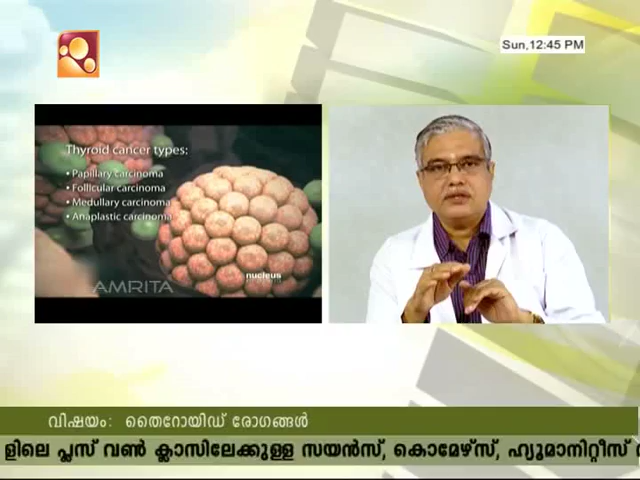 Sun,12:45 PM
Thyroid cancer types:
• Papillary carcinoma
• Follicular carcinoma
• Medullary carcinoma
• Anaplastic carcinoma
nucleus
AMRITA
വിഷയം: തൈറോയിഡ് രോഗങ്ങൾ
ളിലെ പ്ലസ് വൺ ക്ലാസിലേക്കുള്ള സയൻസ്, കൊമേഴ്സ്, ഹ്യൂമാനിറ്റീസ്